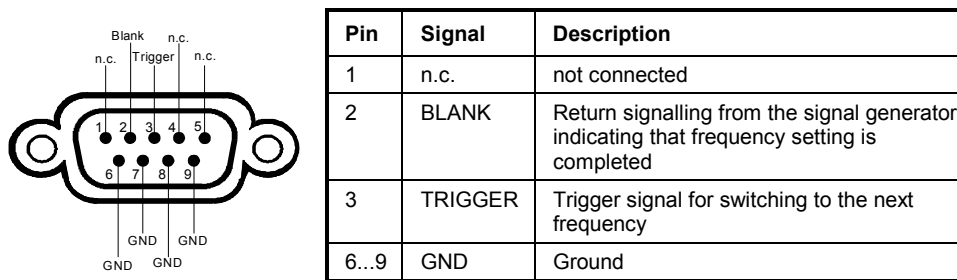 Blank
n.c.
n.c.
Trigger
n.c.
1 2 3 4 5
6 7 8 9
GND
GND
GND
GND
Pin Signal Description
1 n.c. not connected
2 BLANK Return signalling from the signal generator
indicating that frequency setting is
completed
3 TRIGGER Trigger signal for switching to the next
frequency
6...9 GND Ground